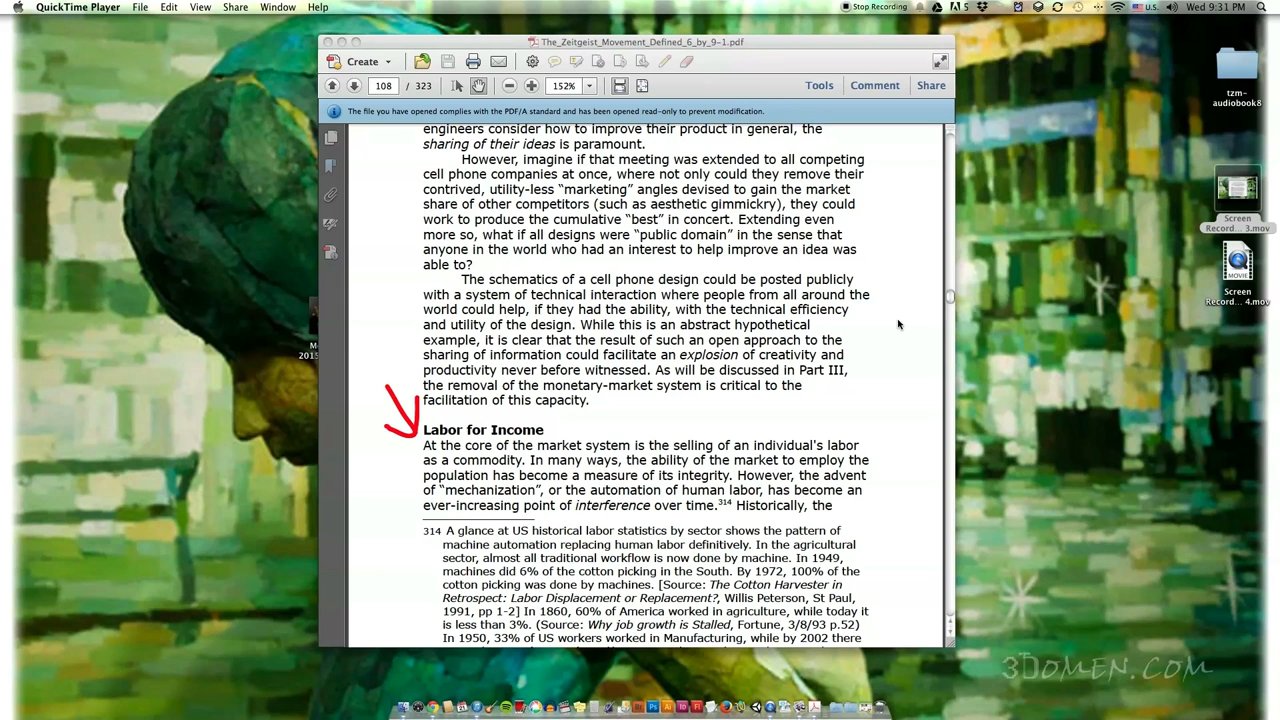 QuickTime Player File Edit View Share Window Help
Stop Recording
5
U.S.
Wed 9:31 PM
The_Zeitgeist_Movement_Defined_6_by_9-1.pdf
Create
108 / 323
152%
Tools Comment Share
The file you have opened complies with the PDF/A standard and has been opened read-only to prevent modification.
engineers consider how to improve their product in general, the
sharing of their ideas is paramount.
However, imagine if that meeting was extended to all competing
cell phone companies at once, where not only could they remove their
contrived, utility-less “marketing” angles devised to gain the market
share of other competitors (such as aesthetic gimmickry), they could
work to produce the cumulative “best” in concert. Extending even
more so, what if all designs were “public domain” in the sense that
anyone in the world who had an interest to help improve an idea was
able to?
The schematics of a cell phone design could be posted publicly
with a system of technical interaction where people from all around the
world could help, if they had the ability, with the technical efficiency
and utility of the design. While this is an abstract hypothetical
example, it is clear that the result of such an open approach to the
sharing of information could facilitate an explosion of creativity and
productivity never before witnessed. As will be discussed in Part III,
the removal of the monetary-market system is critical to the
facilitation of this capacity.
Labor for Income
At the core of the market system is the selling of an individual's labor
as a commodity. In many ways, the ability of the market to employ the
population has become a measure of its integrity. However, the advent
of “mechanization”, or the automation of human labor, has become an
ever-increasing point of interference over time.314 Historically, the
314 A glance at US historical labor statistics by sector shows the pattern of
machine automation replacing human labor definitively. In the agricultural
sector, almost all traditional workflow is now done by machine. In 1949,
machines did 6% of the cotton picking in the South. By 1972, 100% of the
cotton picking was done by machines. [Source: The Cotton Harvester in
Retrospect: Labor Displacement or Replacement?, Willis Peterson, St Paul,
1991, pp 1-2] In 1860, 60% of America worked in agriculture, while today it
is less than 3%. (Source: Why job growth is Stalled, Fortune, 3/8/93 p.52)
In 1950, 33% of US workers worked in Manufacturing, while by 2002 there
tzm-
audiobook8
Screen
Record... 3.mov
MOVIE
Screen
Record... 4.mov
2015
3DOMEN.COM